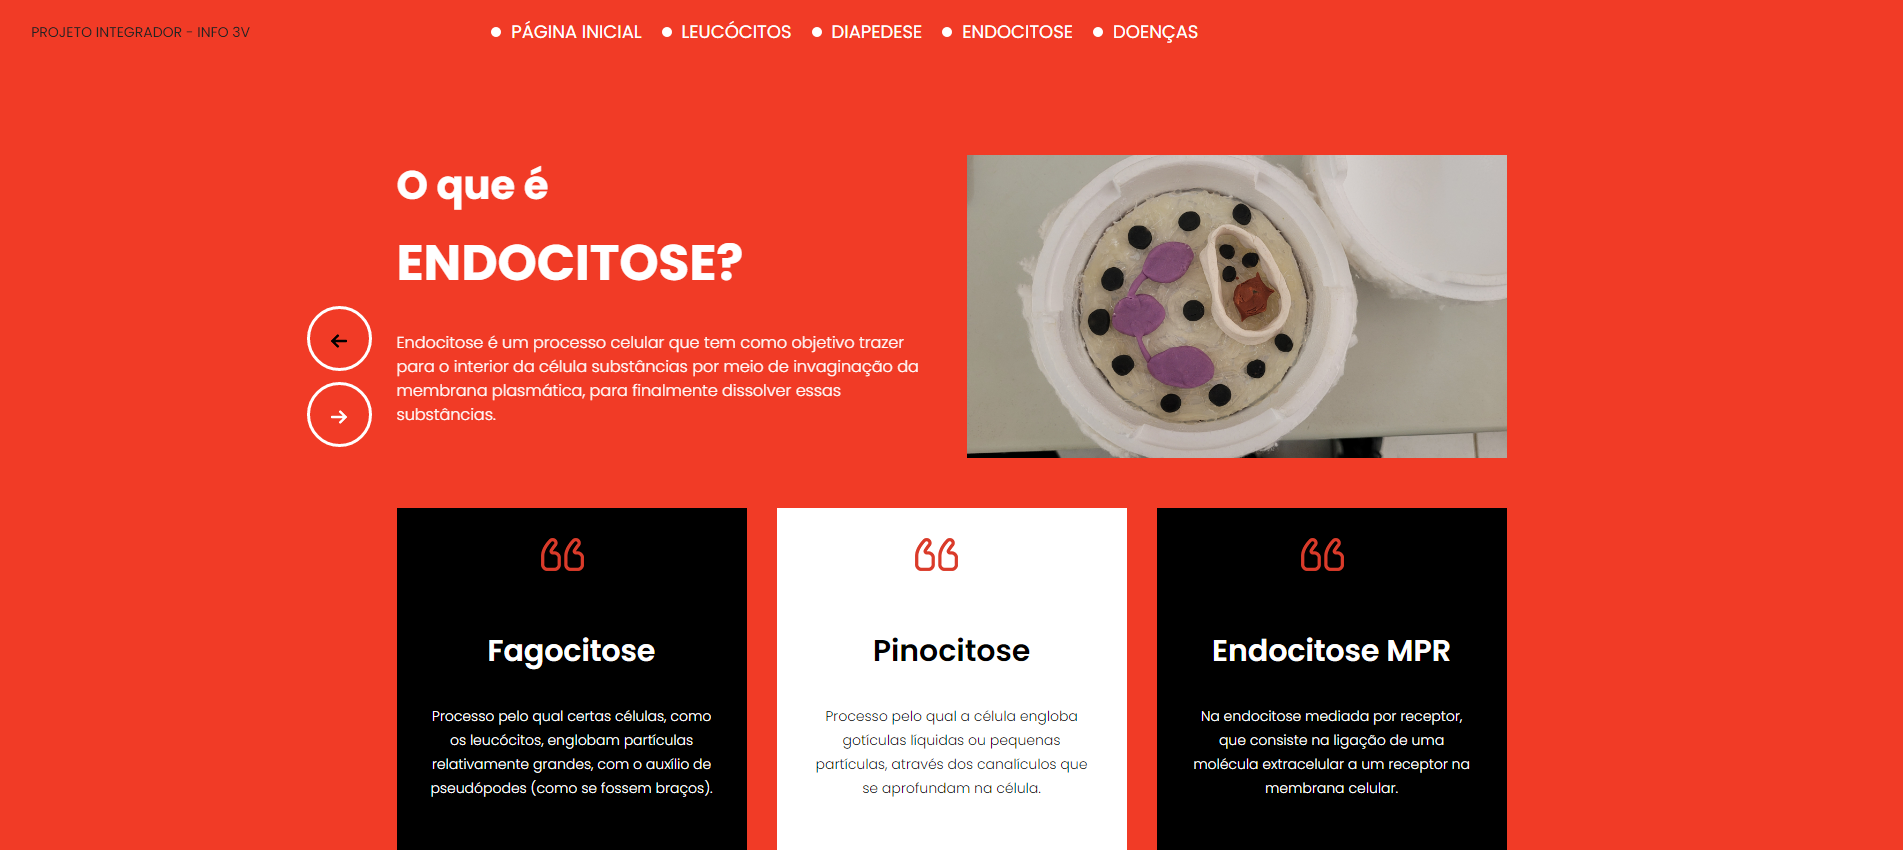 PROJETO INTEGRADOR - INFO 3V
PÁGINA INICIAL
LEUCÓCITOS
DIAPEDESE
ENDOCITOSE
DOENÇAS
O que é
ENDOCITOSE?
Endocitose é um processo celular que tem como objetivo trazer
para o interior da célula substâncias por meio de invaginação da
membrana plasmática, para finalmente dissolver essas
substâncias.
Fagocitose
Processo pelo qual certas células, como
os leucócitos, englobam partículas
relativamente grandes, com o auxílio de
pseudópodes (como se fossem braços).
Pinocitose
Processo pelo qual a célula engloba
gotículas líquidas ou pequenas
partículas, através dos canalículos que
se aprofundam na célula.
Endocitose MPR
Na endocitose mediada por receptor,
que consiste na ligação de uma
molécula extracelular a um receptor na
membrana celular.